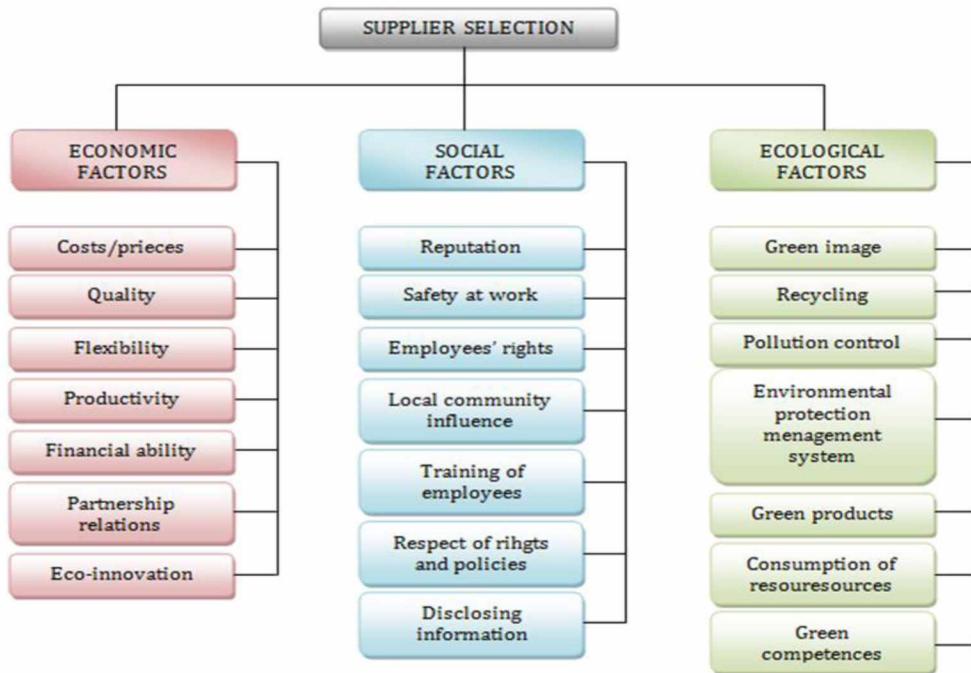 SUPPLIER SELECTION
ECONOMIC
FACTORS
Costs/prieces
Quality
Flexibility
Productivity
Financial ability
Partnership
relations
Eco-innovation
SOCIAL
FACTORS
Reputation
Safety at work
Employees’ rights
Local community
influence
Training of
employees
Respect of rihgts
and policies
Disclosing
information
ECOLOGICAL
FACTORS
Green image
Recycling
Pollution control
Environmental
protection
menagement
system
Green products
Consumption of
resouresources
Green
competences